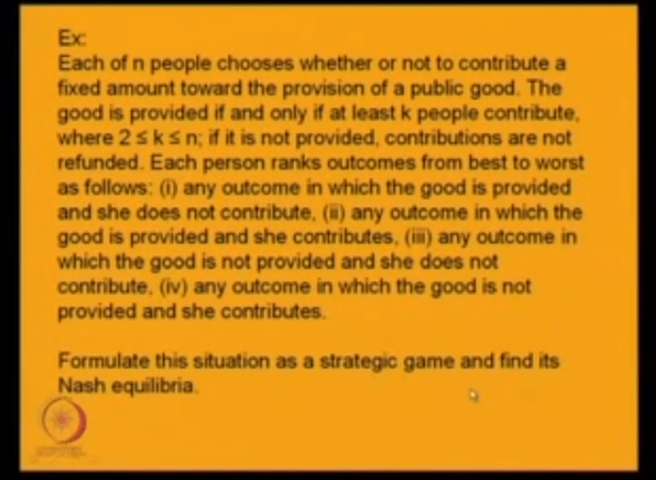 Ex:
Each of n people chooses whether or not to contribute a
fixed amount toward the provision of a public good. The
good is provided if and only if at least k people contribute,
where 2 ≤ k ≤ n; if it is not provided, contributions are not
refunded. Each person ranks outcomes from best to worst
as follows: (i) any outcome in which the good is provided
and she does not contribute, (ii) any outcome in which the
good is provided and she contributes, (iii) any outcome in
which the good is not provided and she does not
contribute, (iv) any outcome in which the good is not
provided and she contributes.
Formulate this situation as a strategic game and find its
Nash equilibria.